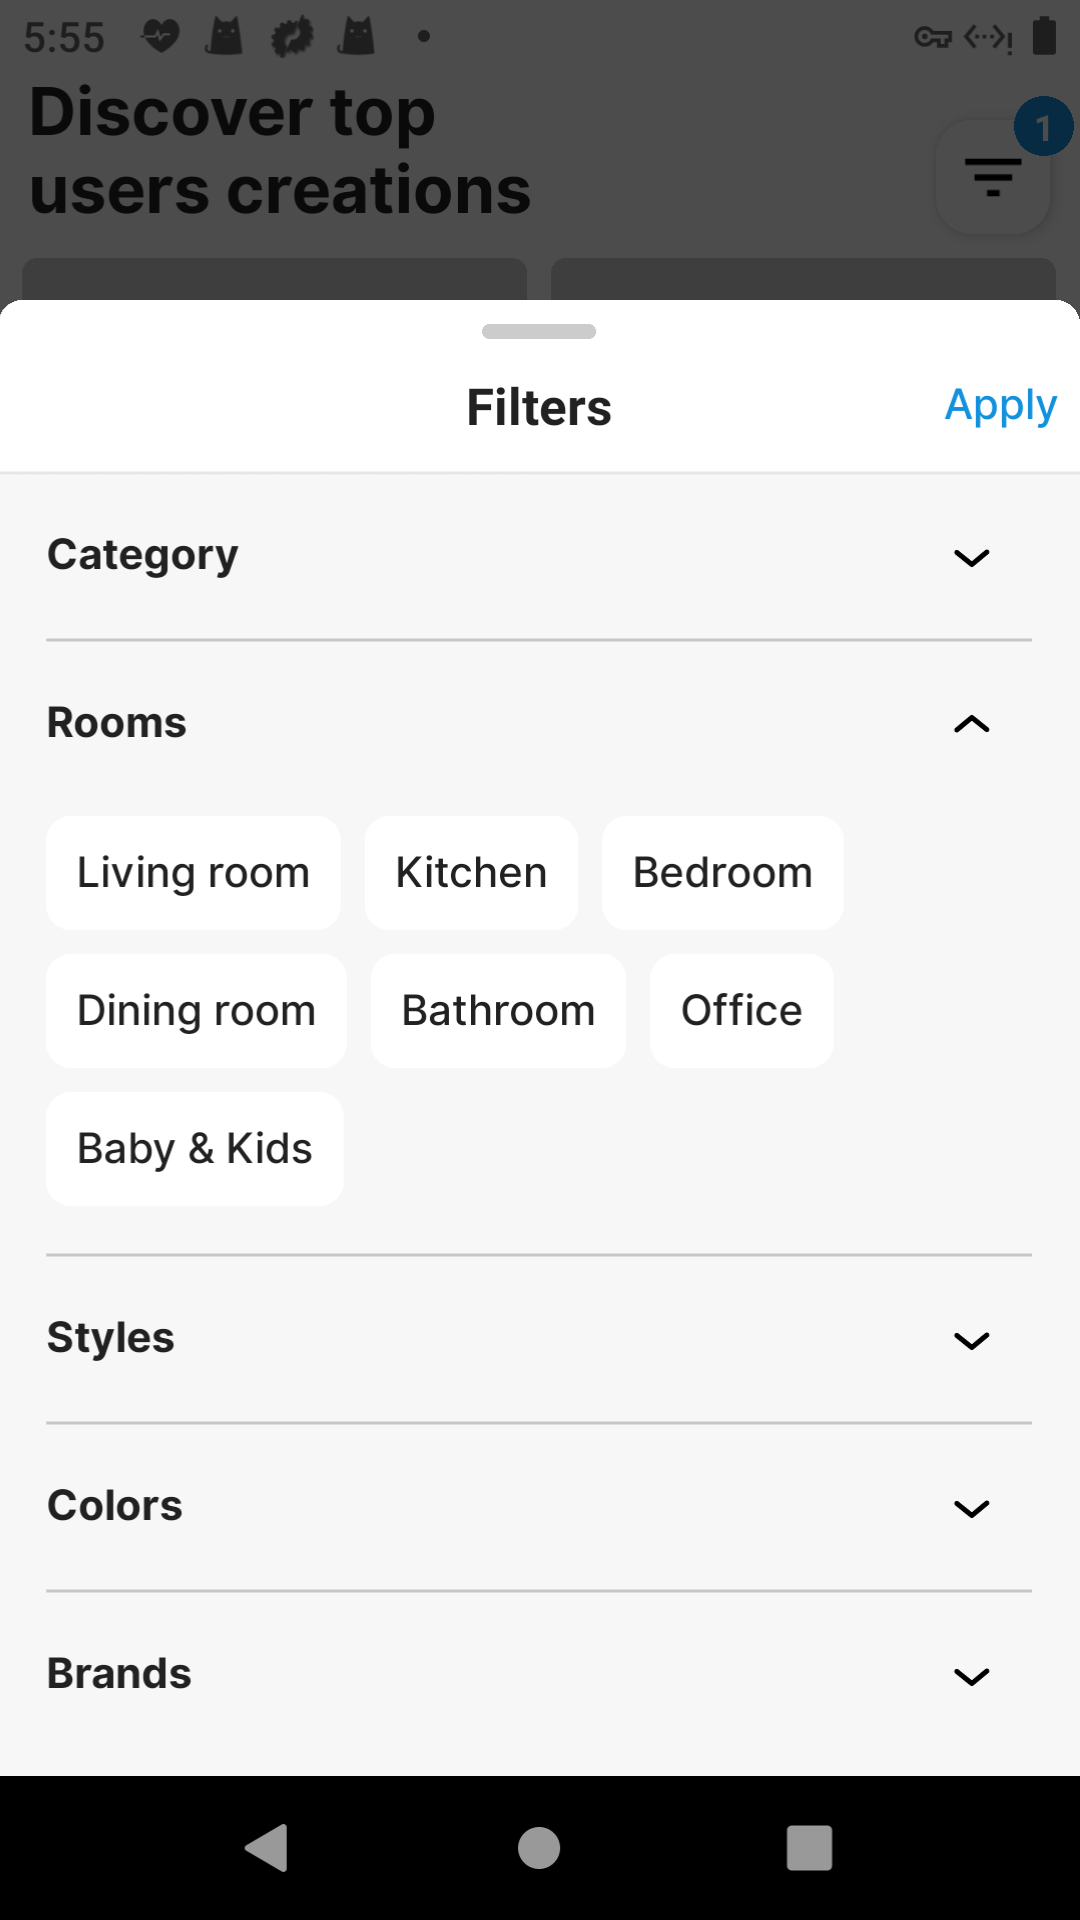 5:55
Discover top
users creations
1
Filters
Apply
Category
Rooms
Living room
Kitchen
Bedroom
Dining room
Bathroom
Office
Baby & Kids
Styles
Colors
Brands